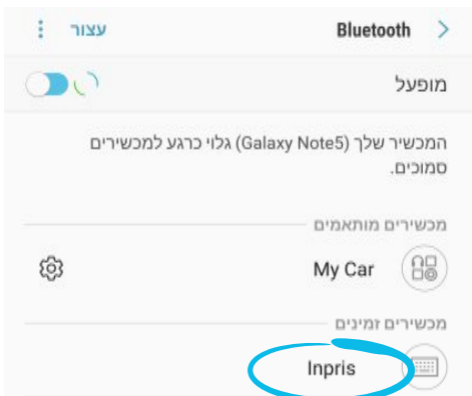 Bluetooth
עצור
מופעל
המכשיר שלך (Galaxy Note5) גלוי כרגע למכשירים
סמוכים.
מכשירים מותאמים
My Car
מכשירים זמינים
Inpris